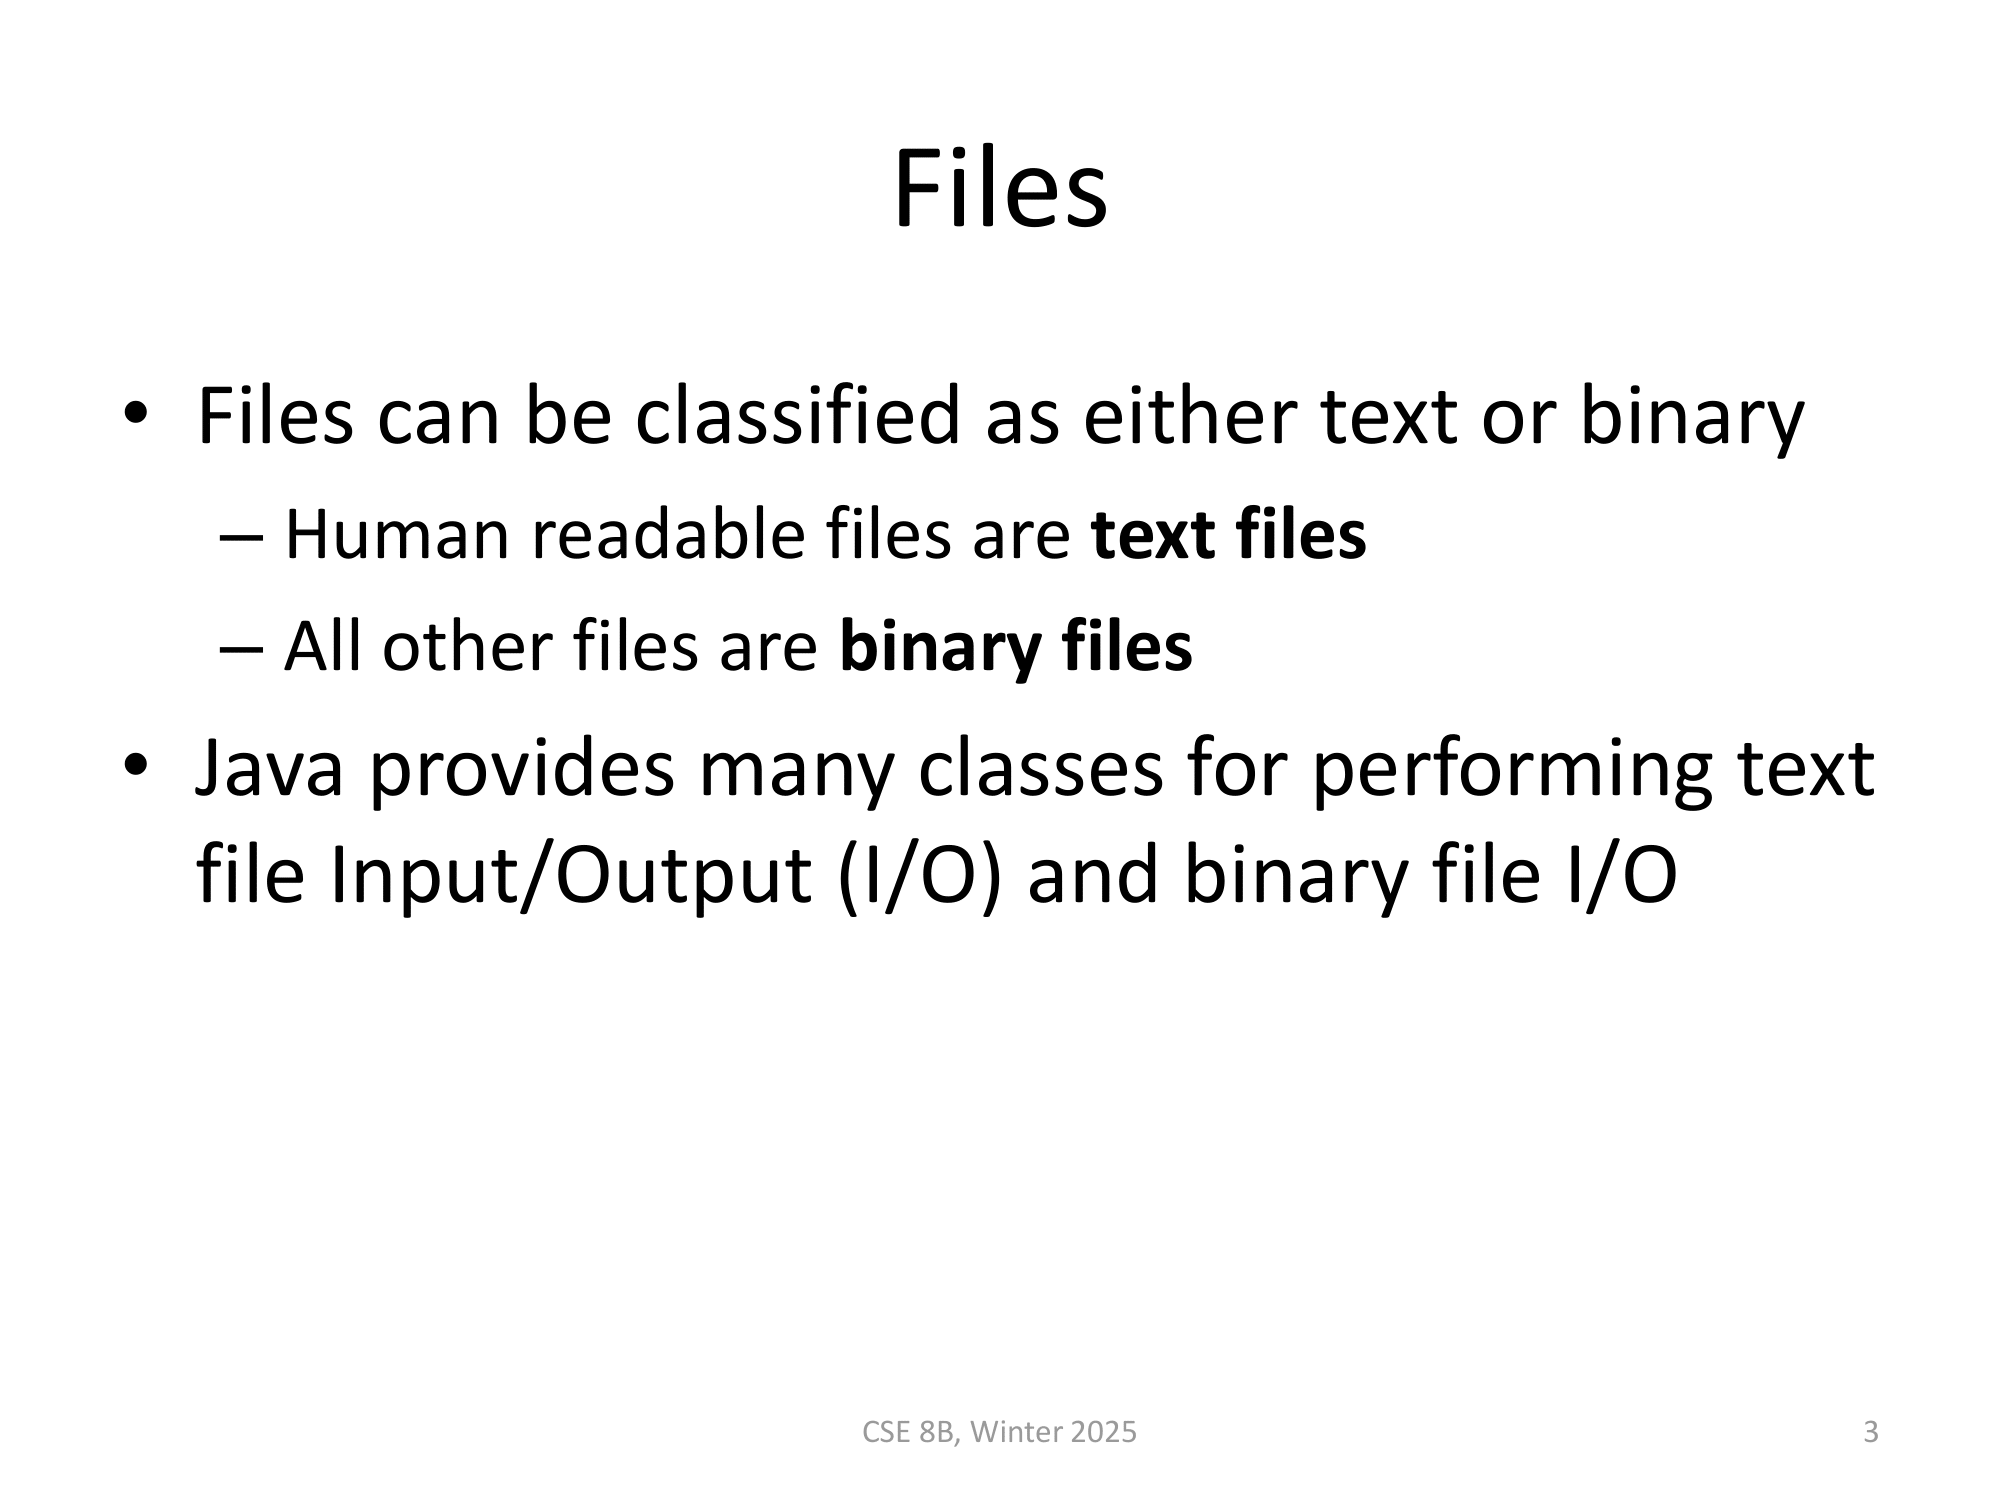 Files
• Files can be classified as either text or binary
– Human readable files are text files
– All other files are binary files
• Java provides many classes for performing text
file Input/Output (I/O) and binary file I/O
CSE 8B, Winter 2025
3